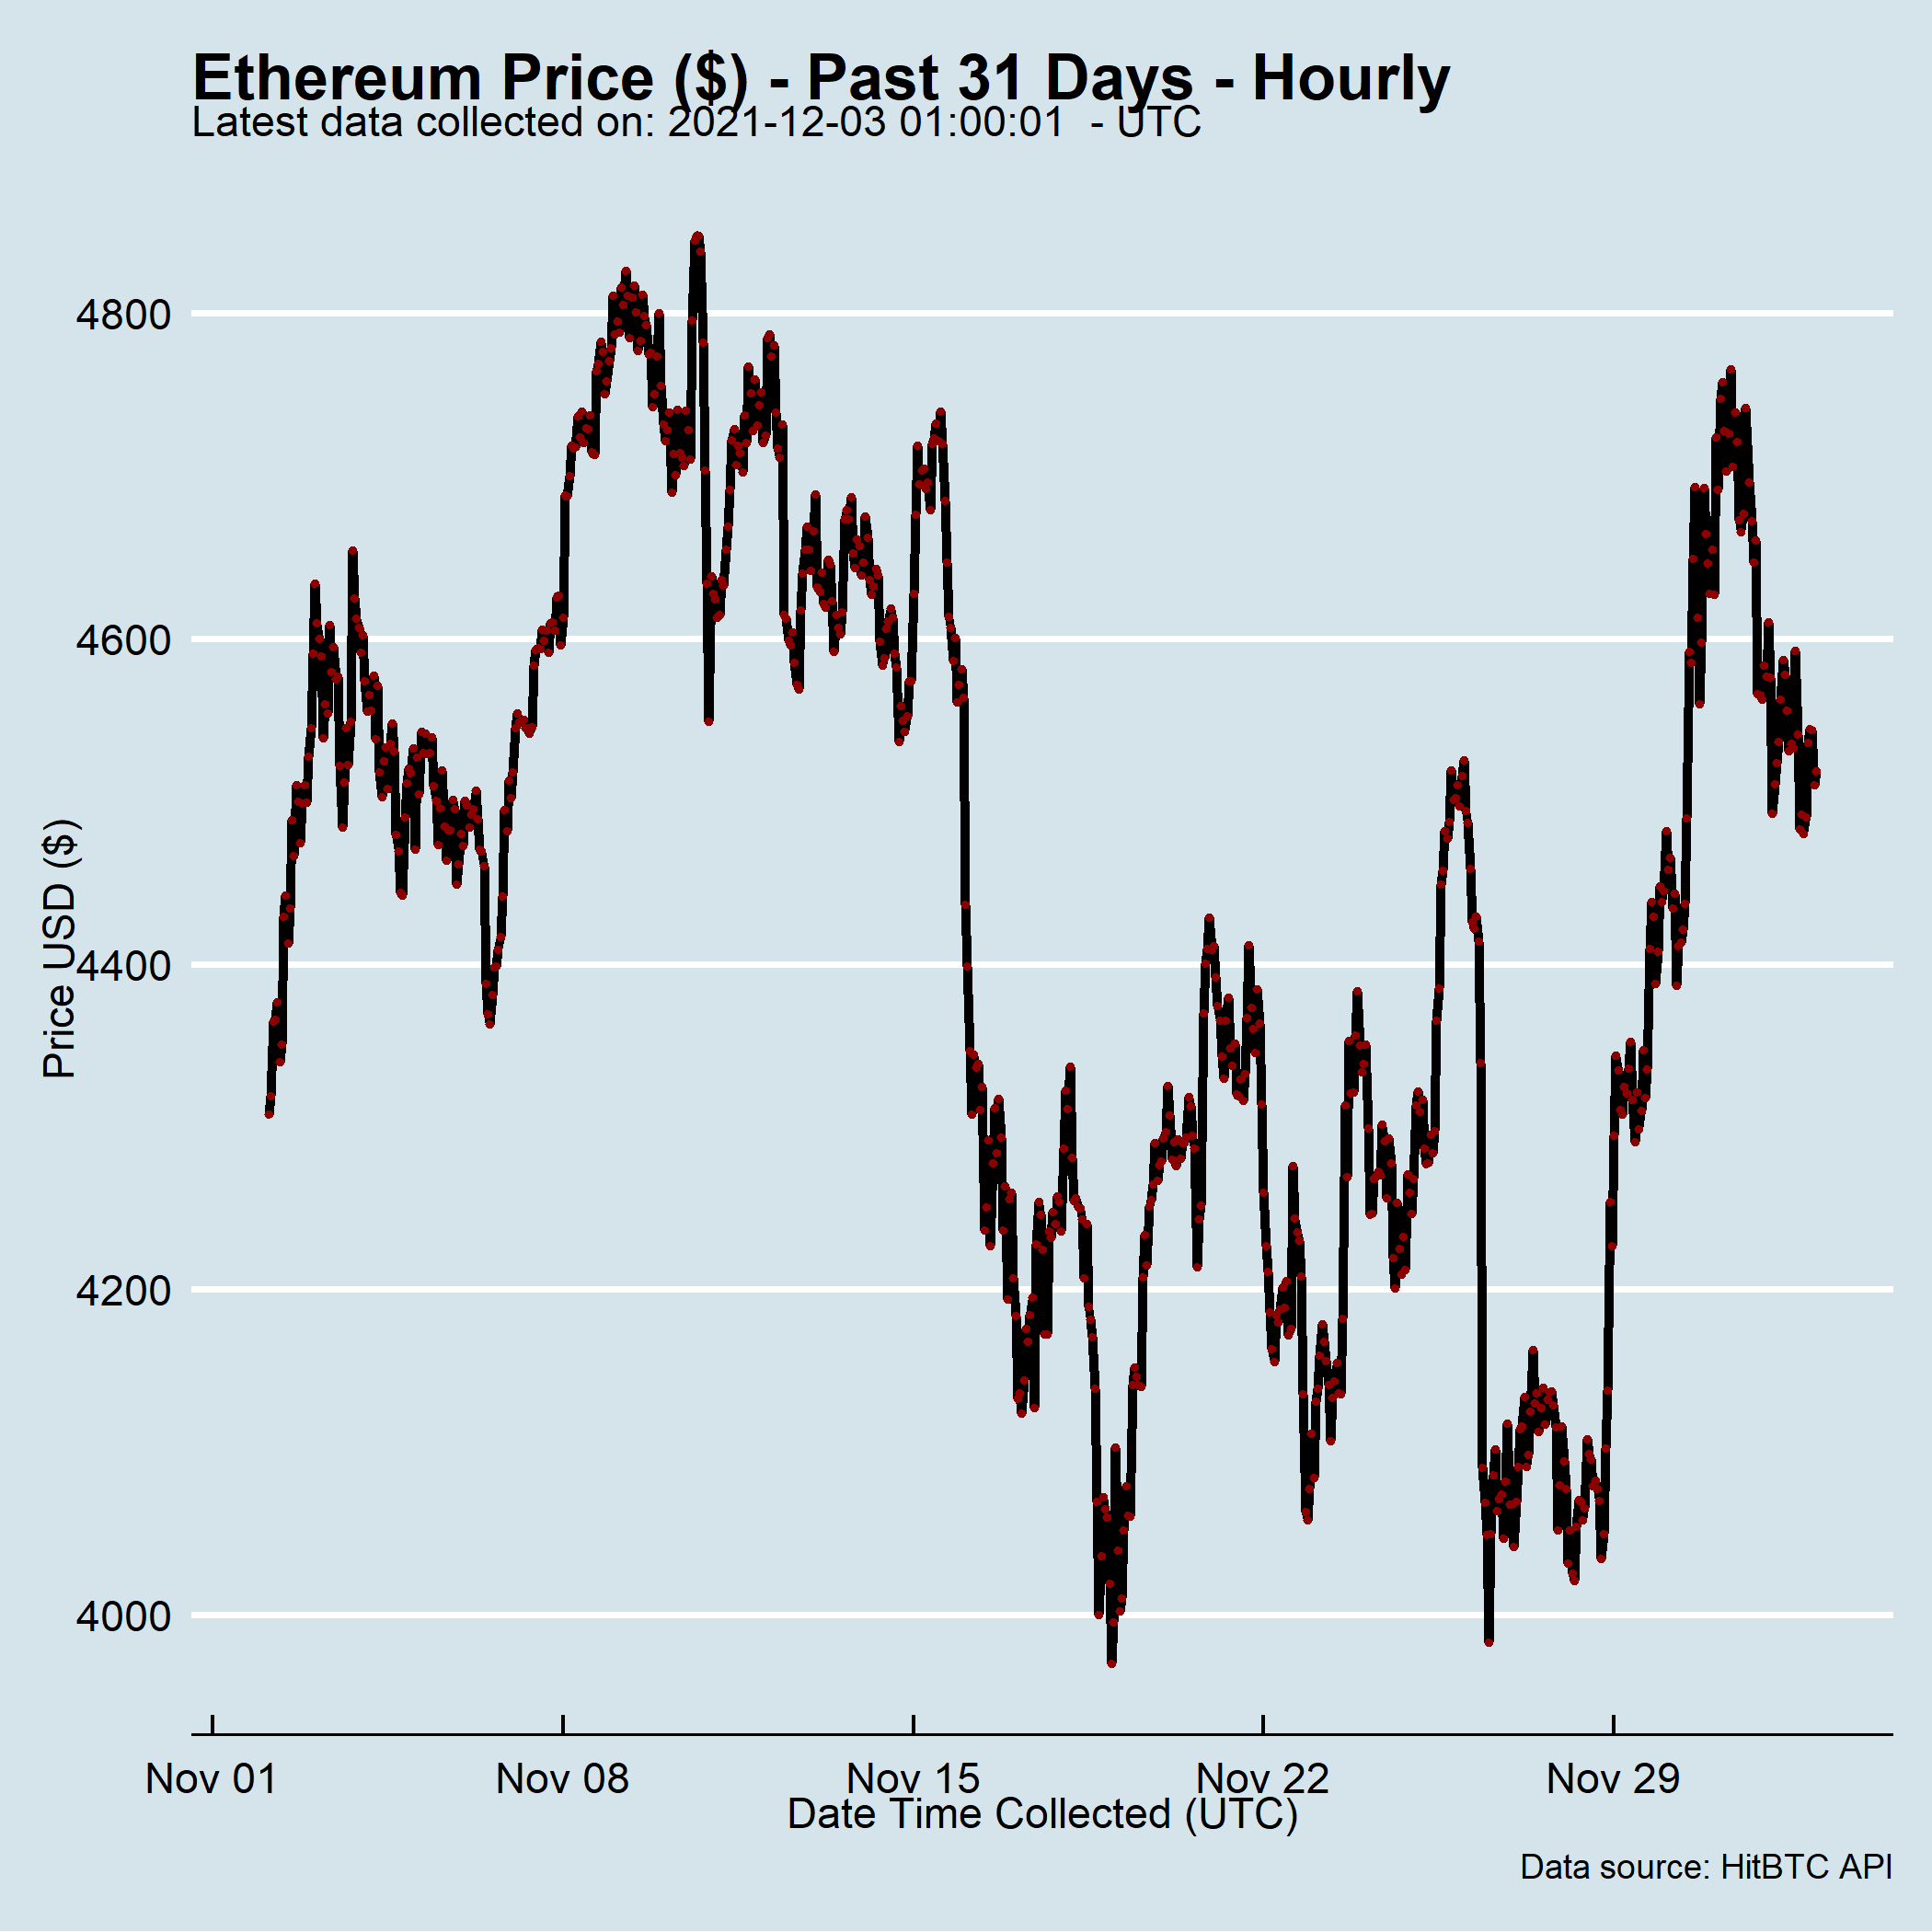 Ethereum Price ($) - Past 31 Days - Hourly
Latest data collected on: 2021-12-03 01:00:01  - UTC
Price USD ($)
4800
4600
4400
4200
4000
Nov 01 Nov 08 Nov 15 Nov 22 Nov 29
Date Time Collected (UTC)
Data source: HitBTC API